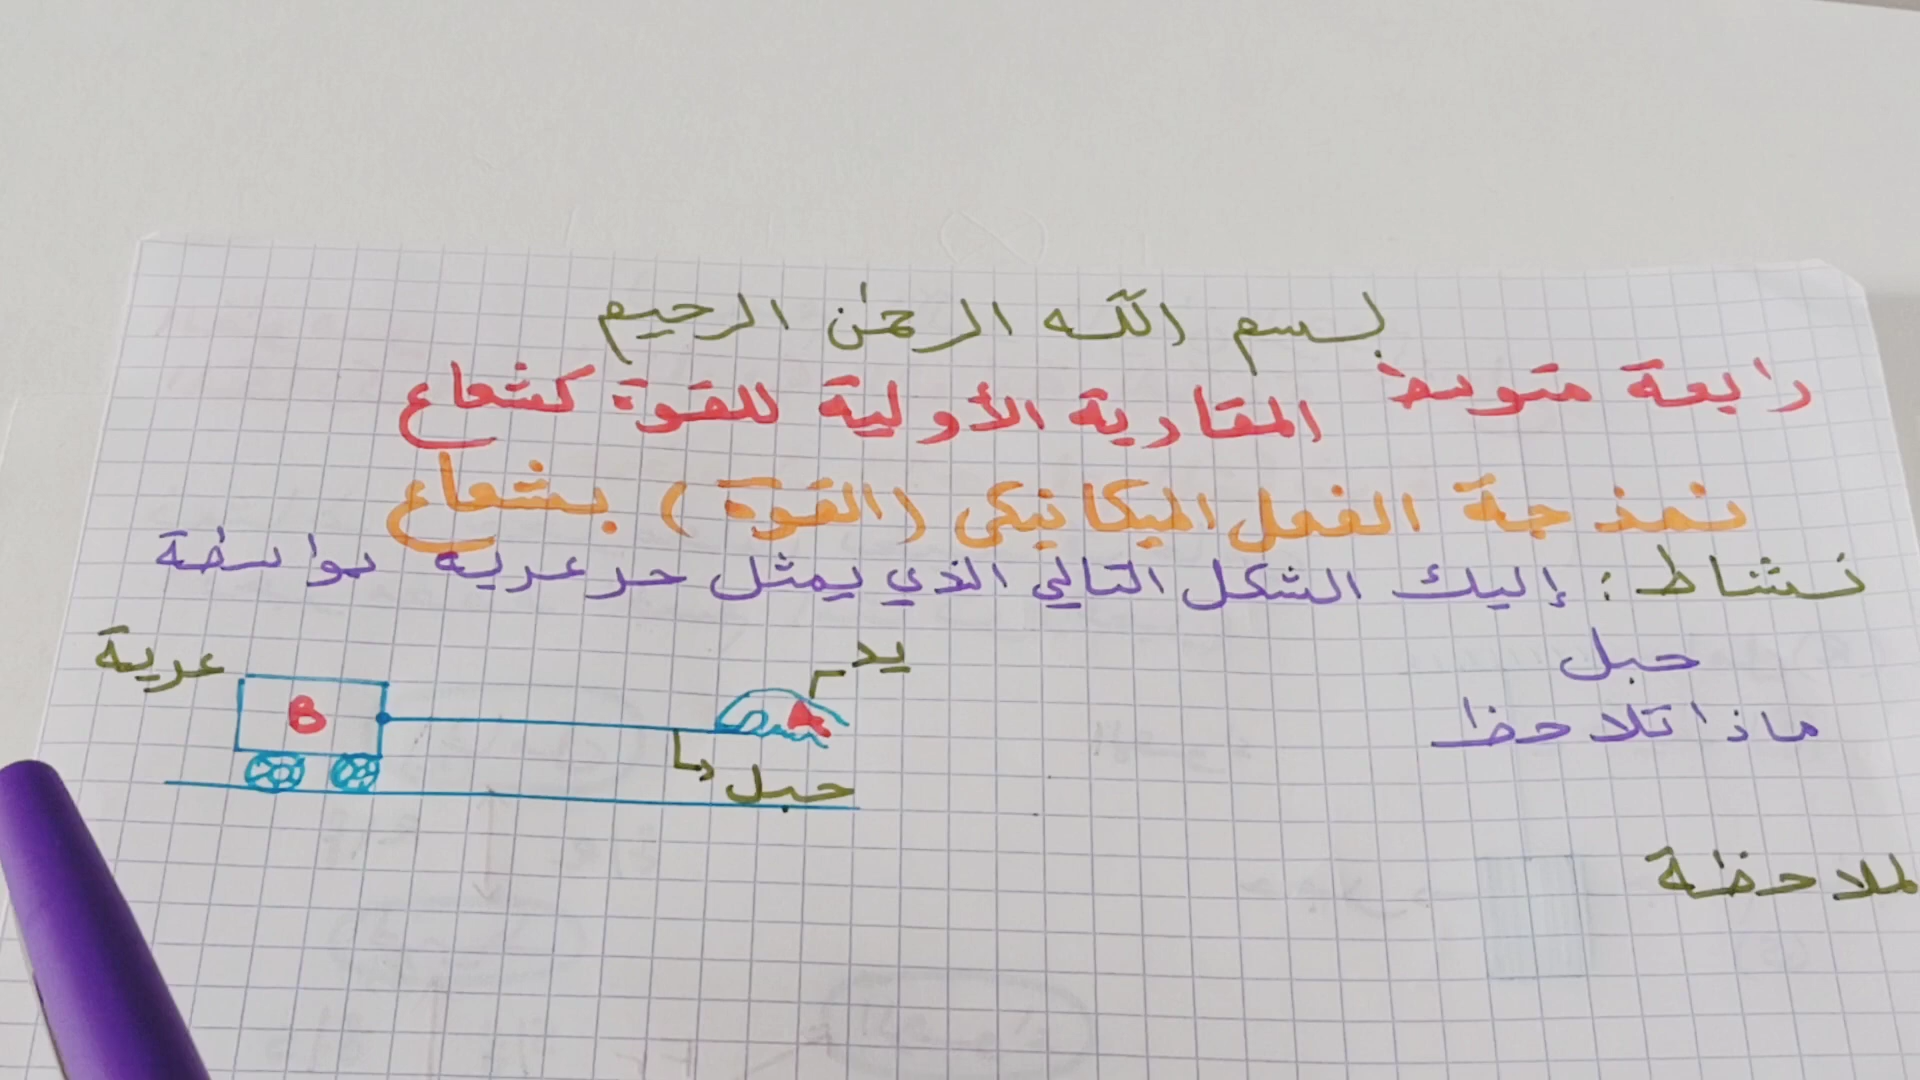 بسم الله الرحمن الرحيم
رابعة متوسط المقاربة الأولية للقوة كشعاع
نمذجة الفعل الميكانيكي (القوة) بشعاع
نشاط : إليك الشكل التالي الذي يمثل جر عربة بواسطة
حبل
ماذا تلاحظ
عربة
يد
B
A
حبل
الملاحظة